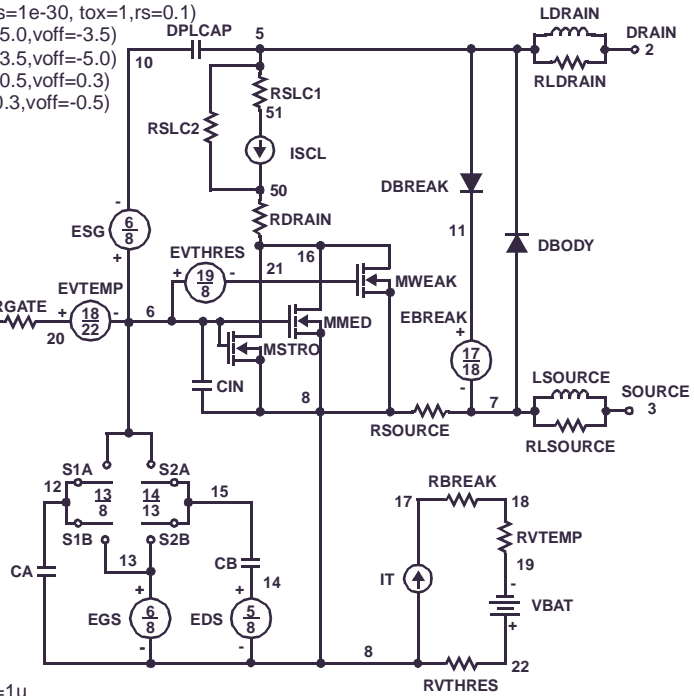 s=1e-30, tox=1,rs=0.1)
5.0,voff=-3.5)
3.5,voff=-5.0)
0.5,voff=0.3)
0.3,voff=-0.5)
DPLCAP
5
LDRAIN
DRAIN
2
10
RLDRAIN
RSLC1
51
RSLC2
ISCL
50
DBREAK
RDRAIN
-
ESG
6
8
+
11
DBODY
EVTHRES
16
21
+
19
8
-
MWEAK
EVTEMP
RGATE
+
18
22
-
6
20
MMED
EBREAK
+
MSTRO
17
18
-
CIN
LSOURCE
SOURCE
3
8
7
RSOURCE
RLSOURCE
S1A
S2A
12
13
8
14
13
15
S1B
S2B
13
CA
CB
14
+
+
EGS
6
8
EDS
5
8
-
-
RBREAK
17
18
RVTEMP
IT
19
-
VBAT
+
8
22
RVTHRES
=1u